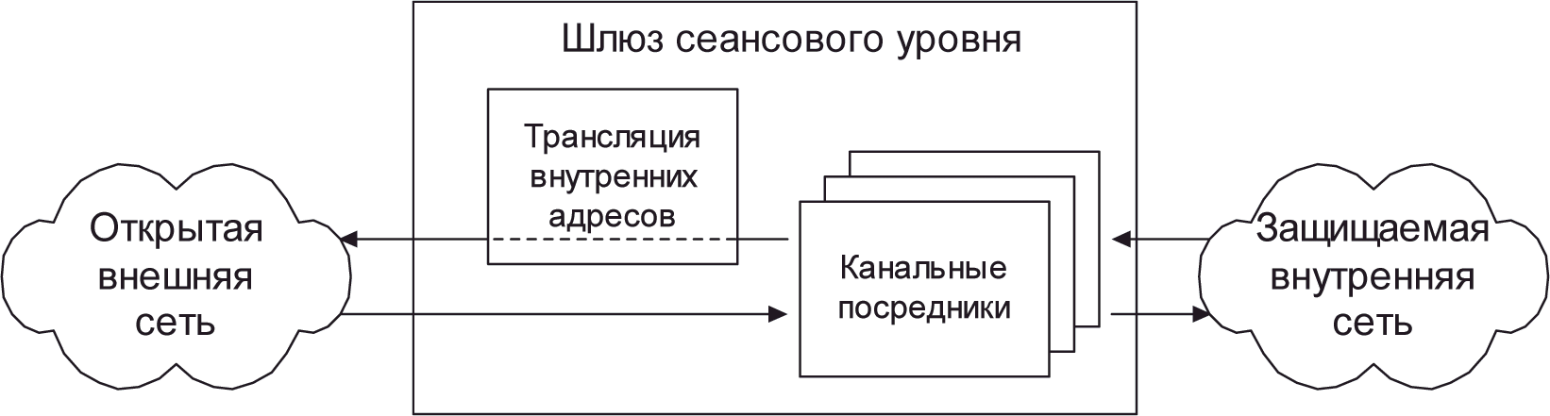 Шлюз сеансового уровня
Трансляция
внутренних
адресов
Открытая
внешняя
сеть
Канальные
посредники
Защищаемая
внутренняя
сеть